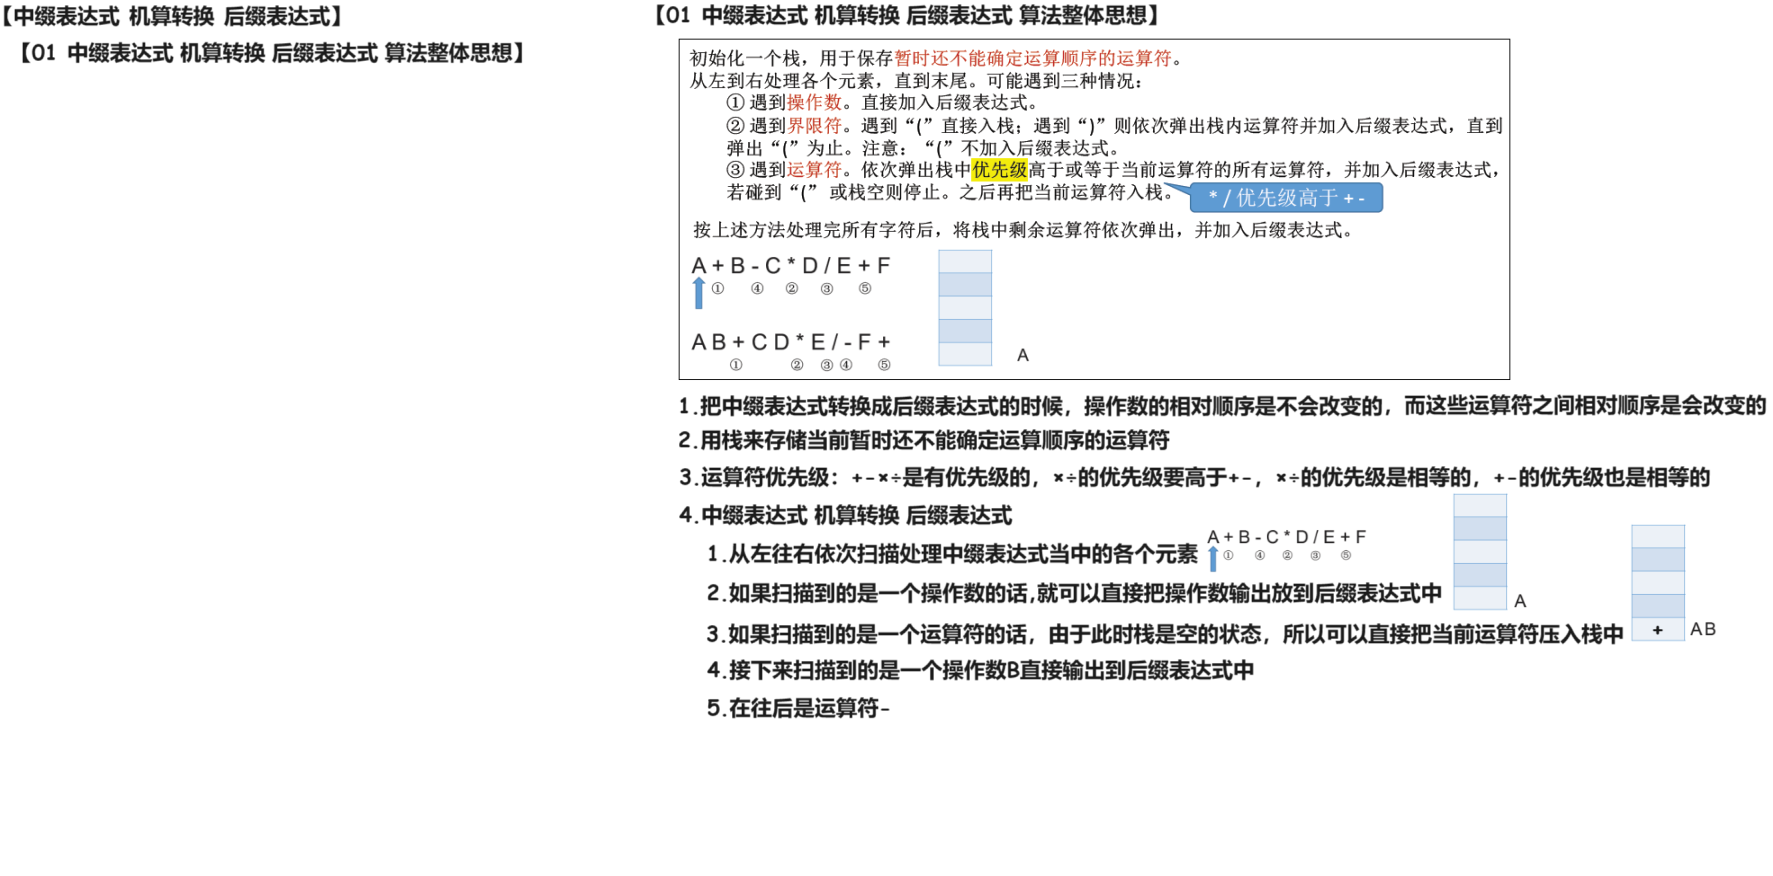 【中缀表达式 机算转换 后缀表达式】
【01 中缀表达式 机算转换 后缀表达式 算法整体思想】
【01 中缀表达式 机算转换 后缀表达式 算法整体思想】
初始化一个栈，用于保存暂时还不能确定运算顺序的运算符。
从左到右处理各个元素，直到末尾。可能遇到三种情况：
① 遇到操作数。直接加入后缀表达式。
② 遇到界限符。遇到“(”直接入栈；遇到“)”则依次弹出栈内运算符并加入后缀表达式，直到
弹出“(”为止。注意：“(”不加入后缀表达式。
③ 遇到运算符。依次弹出栈中优先级高于或等于当前运算符的所有运算符，并加入后缀表达式，
若碰到“(” 或栈空则停止。之后再把当前运算符入栈。
* / 优先级高于 + -
按上述方法处理完所有字符后，将栈中剩余运算符依次弹出，并加入后缀表达式。
A + B - C * D / E + F
① ④ ② ③ ⑤
A B + C D * E / - F +
① ② ③ ④ ⑤
A
1.把中缀表达式转换成后缀表达式的时候，操作数的相对顺序是不会改变的，而这些运算符之间相对顺序是会改变的
2.用栈来存储当前暂时还不能确定运算顺序的运算符
3.运算符优先级：+-×÷是有优先级的，×÷的优先级要高于+-，×÷的优先级是相等的，+-的优先级也是相等的
4.中缀表达式 机算转换 后缀表达式
1.从左往右依次扫描处理中缀表达式当中的各个元素
A + B - C * D / E + F
① ④ ② ③ ⑤
2.如果扫描到的是一个操作数的话,就可以直接把操作数输出放到后缀表达式中
A
3.如果扫描到的是一个运算符的话，由于此时栈是空的状态，所以可以直接把当前运算符压入栈中
+ AB
4.接下来扫描到的是一个操作数B直接输出到后缀表达式中
5.在往后是运算符-